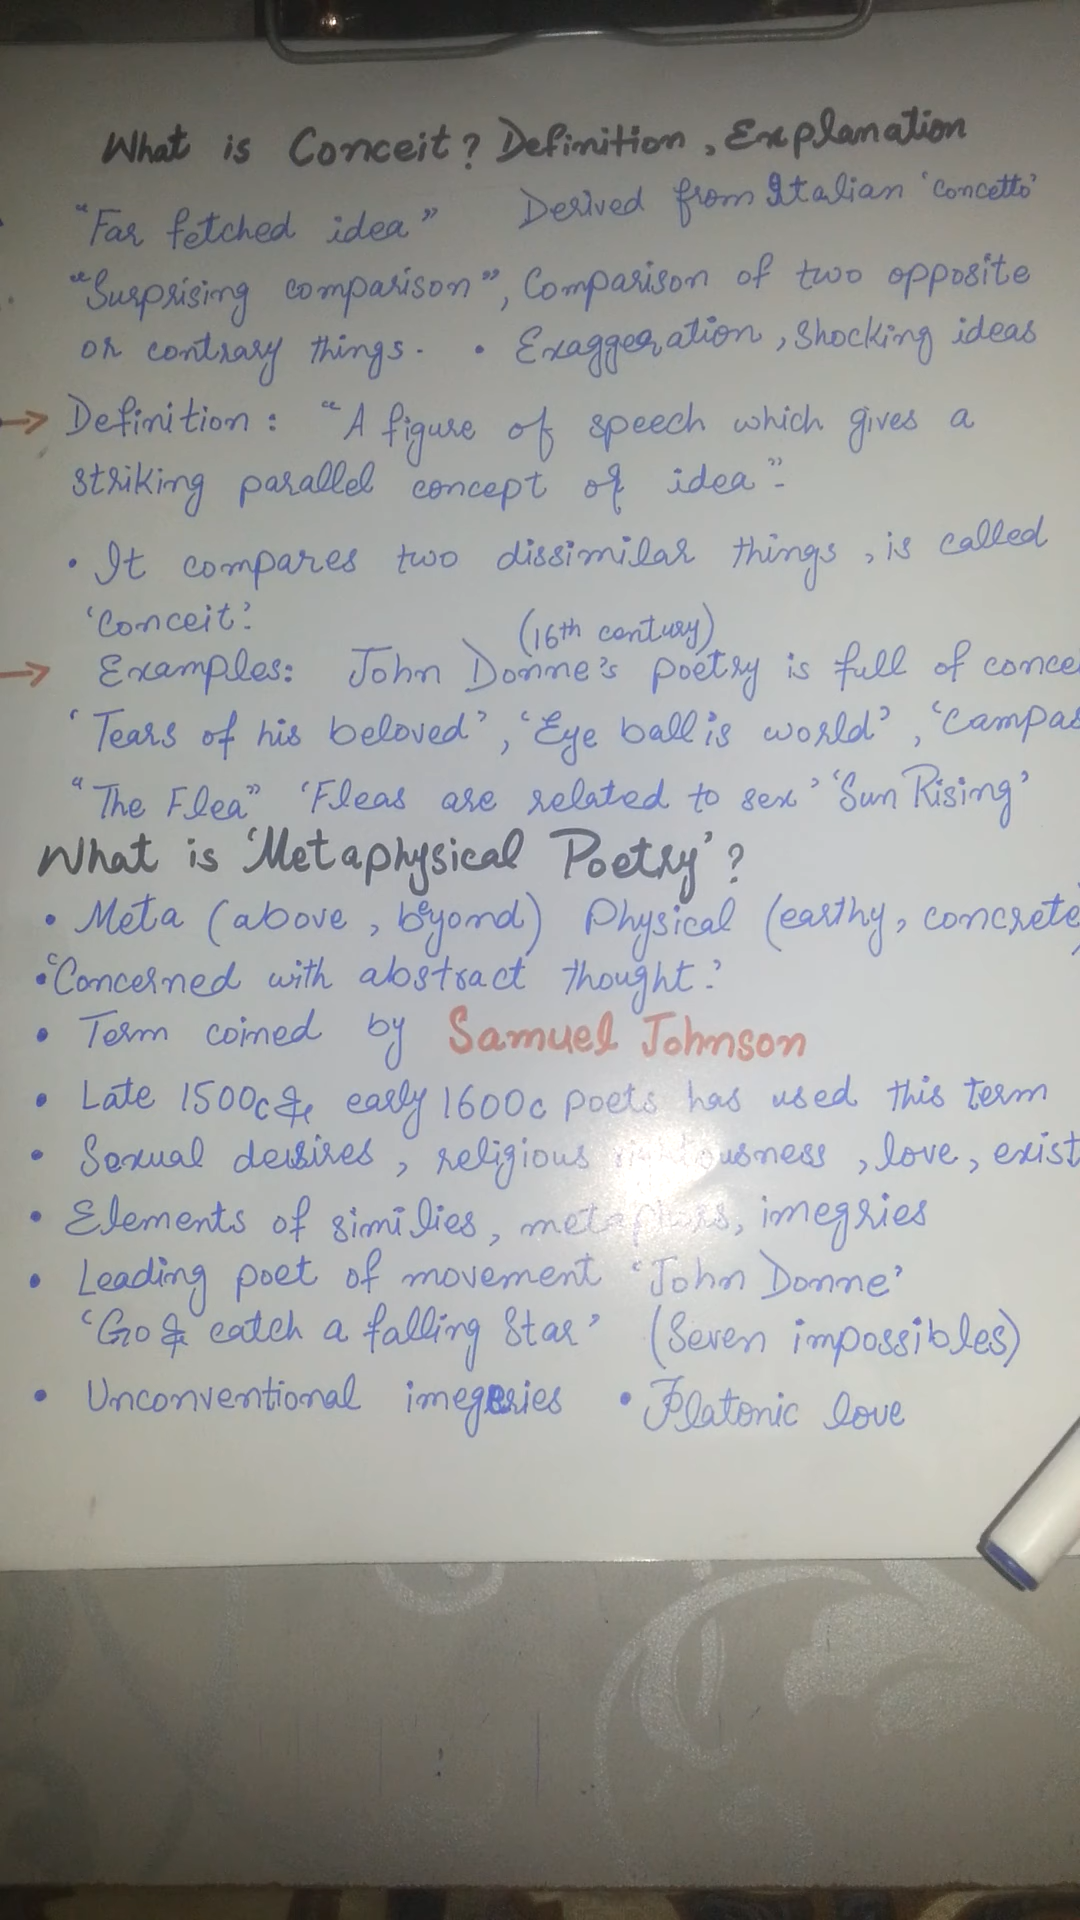 What is Conceit? Definition, Explanation
"Far fetched idea" Derived from Italian 'concetto'
"Surprising comparison", Comparison of two opposite
or contrary things. • Exaggeration, Shocking ideas
→ Definition: "A figure of speech which gives a
striking parallel concept of idea".
• It compares two dissimilar things, is called
'Conceit'.
(16th century)
→ Examples: John Donne's poetry is full of conce
'Tears of his beloved', 'Eye ball is world', 'Campas
"The Flea" 'Fleas are related to sex' 'Sun Rising'
What is 'Metaphysical Poetry'?
• Meta (above, beyond) Physical (earthy, concrete)
• 'Concerned with abstract thought.'
• Term coined by Samuel Johnson
• Late 1500c & early 1600c poets has used this term
• Sexual desires, religious rightousness, love, exist
• Elements of similies, metaphors, imegries
• Leading poet of movement 'John Donne'
'Go & catch a falling Star' (Seven impossibles)
• Unconventional imegries • Platonic love